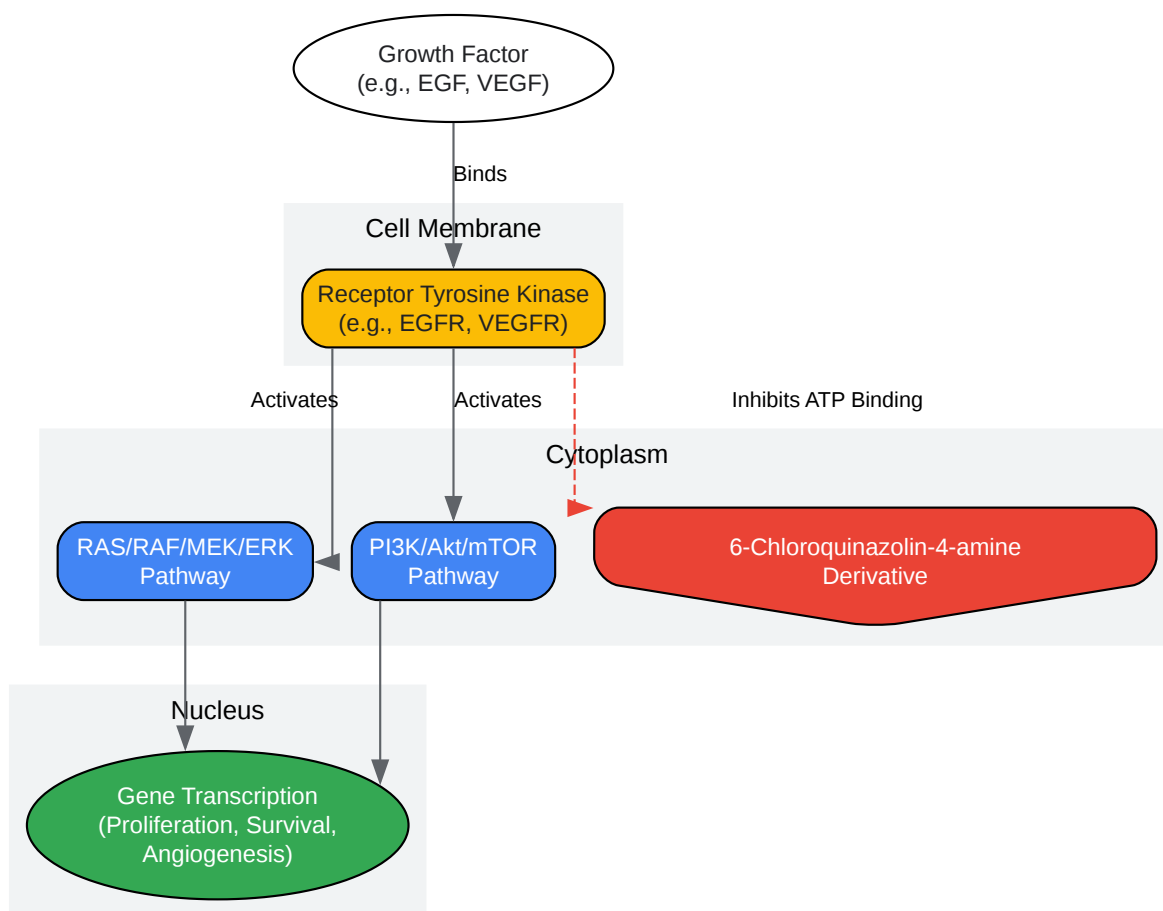 Growth Factor
(e.g., EGF, VEGF)
Binds
Cell Membrane
Receptor Tyrosine Kinase
(e.g., EGFR, VEGFR)
Activates
Activates
Inhibits ATP Binding
Cytoplasm
RAS/RAF/MEK/ERK
Pathway
PI3K/Akt/mTOR
Pathway
6-Chloroquinazolin-4-amine
Derivative
Nucleus
Gene Transcription
(Proliferation, Survival,
Angiogenesis)